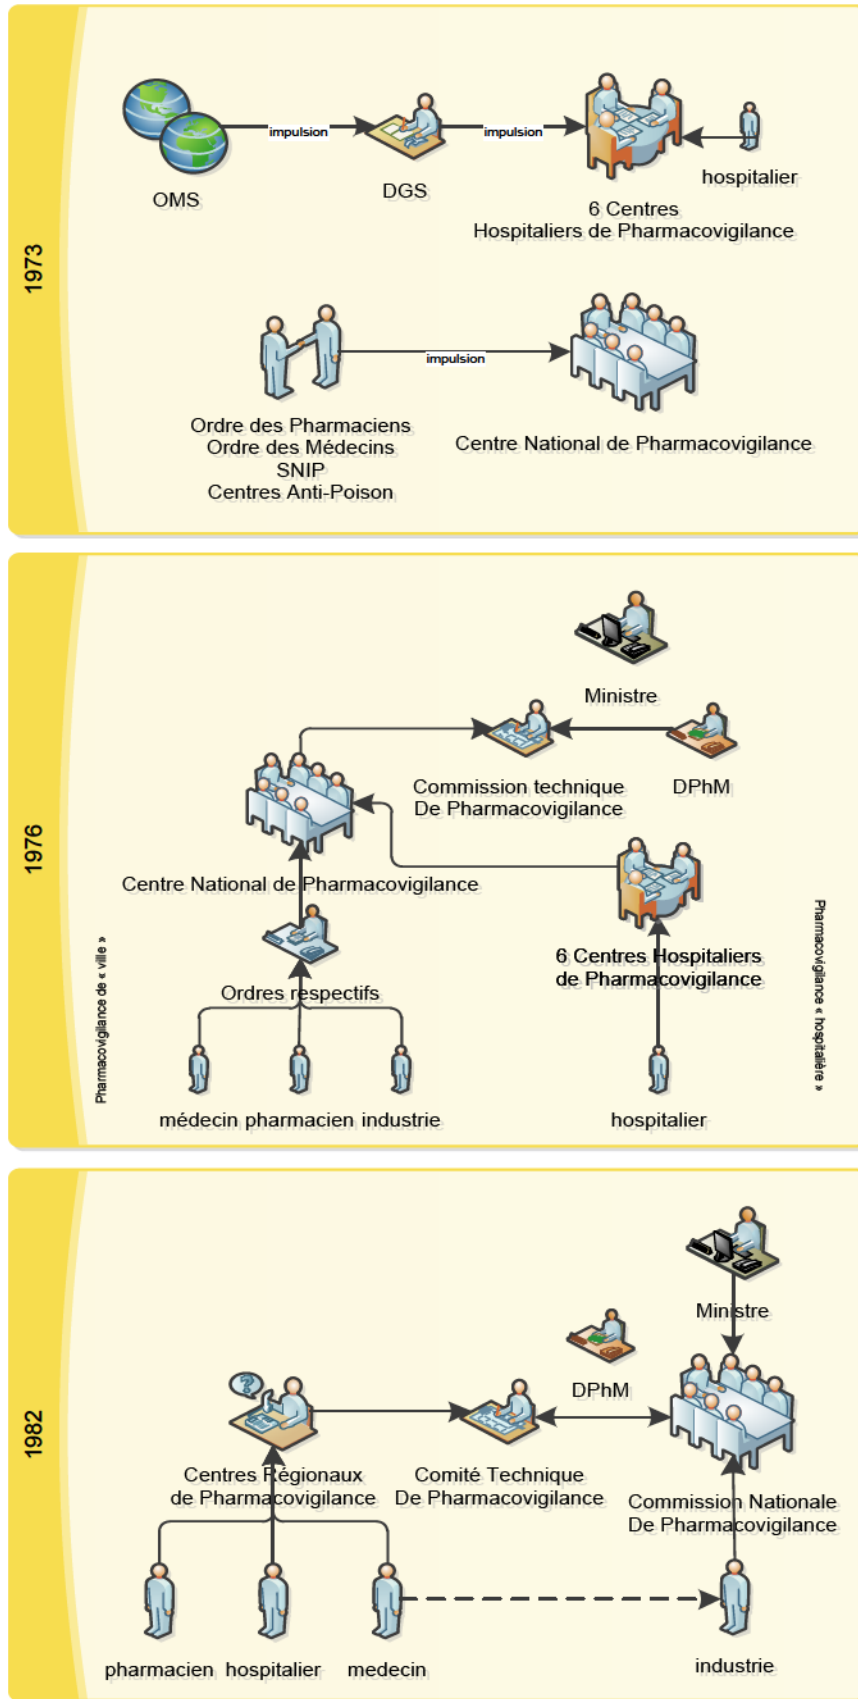 1973
impulsion
impulsion
OMS
DGS
hospitalier
6 Centres
Hospitaliers de Pharmacovigilance
impulsion
Ordre des Pharmaciens
Ordre des Médecins
SNIP
Centres Anti-Poison
Centre National de Pharmacovigilance
1976
Ministre
Commission technique
De Pharmacovigilance
DPhM
Centre National de Pharmacovigilance
Pharmacovigilance de « ville »
Pharmacovigilance « hospitalière »
6 Centres Hospitaliers
de Pharmacovigilance
Ordres respectifs
médecin pharmacien industrie
hospitalier
1982
Ministre
DPhM
Centres Régionaux
de Pharmacovigilance
Comité Technique
De Pharmacovigilance
Commission Nationale
De Pharmacovigilance
pharmacien hospitalier medecin
industrie